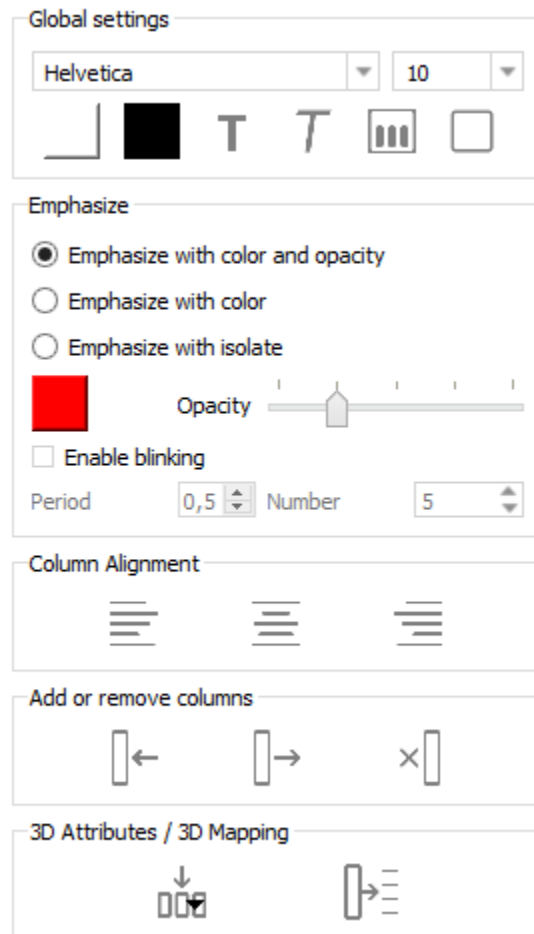 Global settings
Helvetica 10
T T
Emphasize
Emphasize with color and opacity
Emphasize with color
Emphasize with isolate
Opacity
Enable blinking
Period 0,5 Number 5
Column Alignment
Add or remove columns
3D Attributes / 3D Mapping